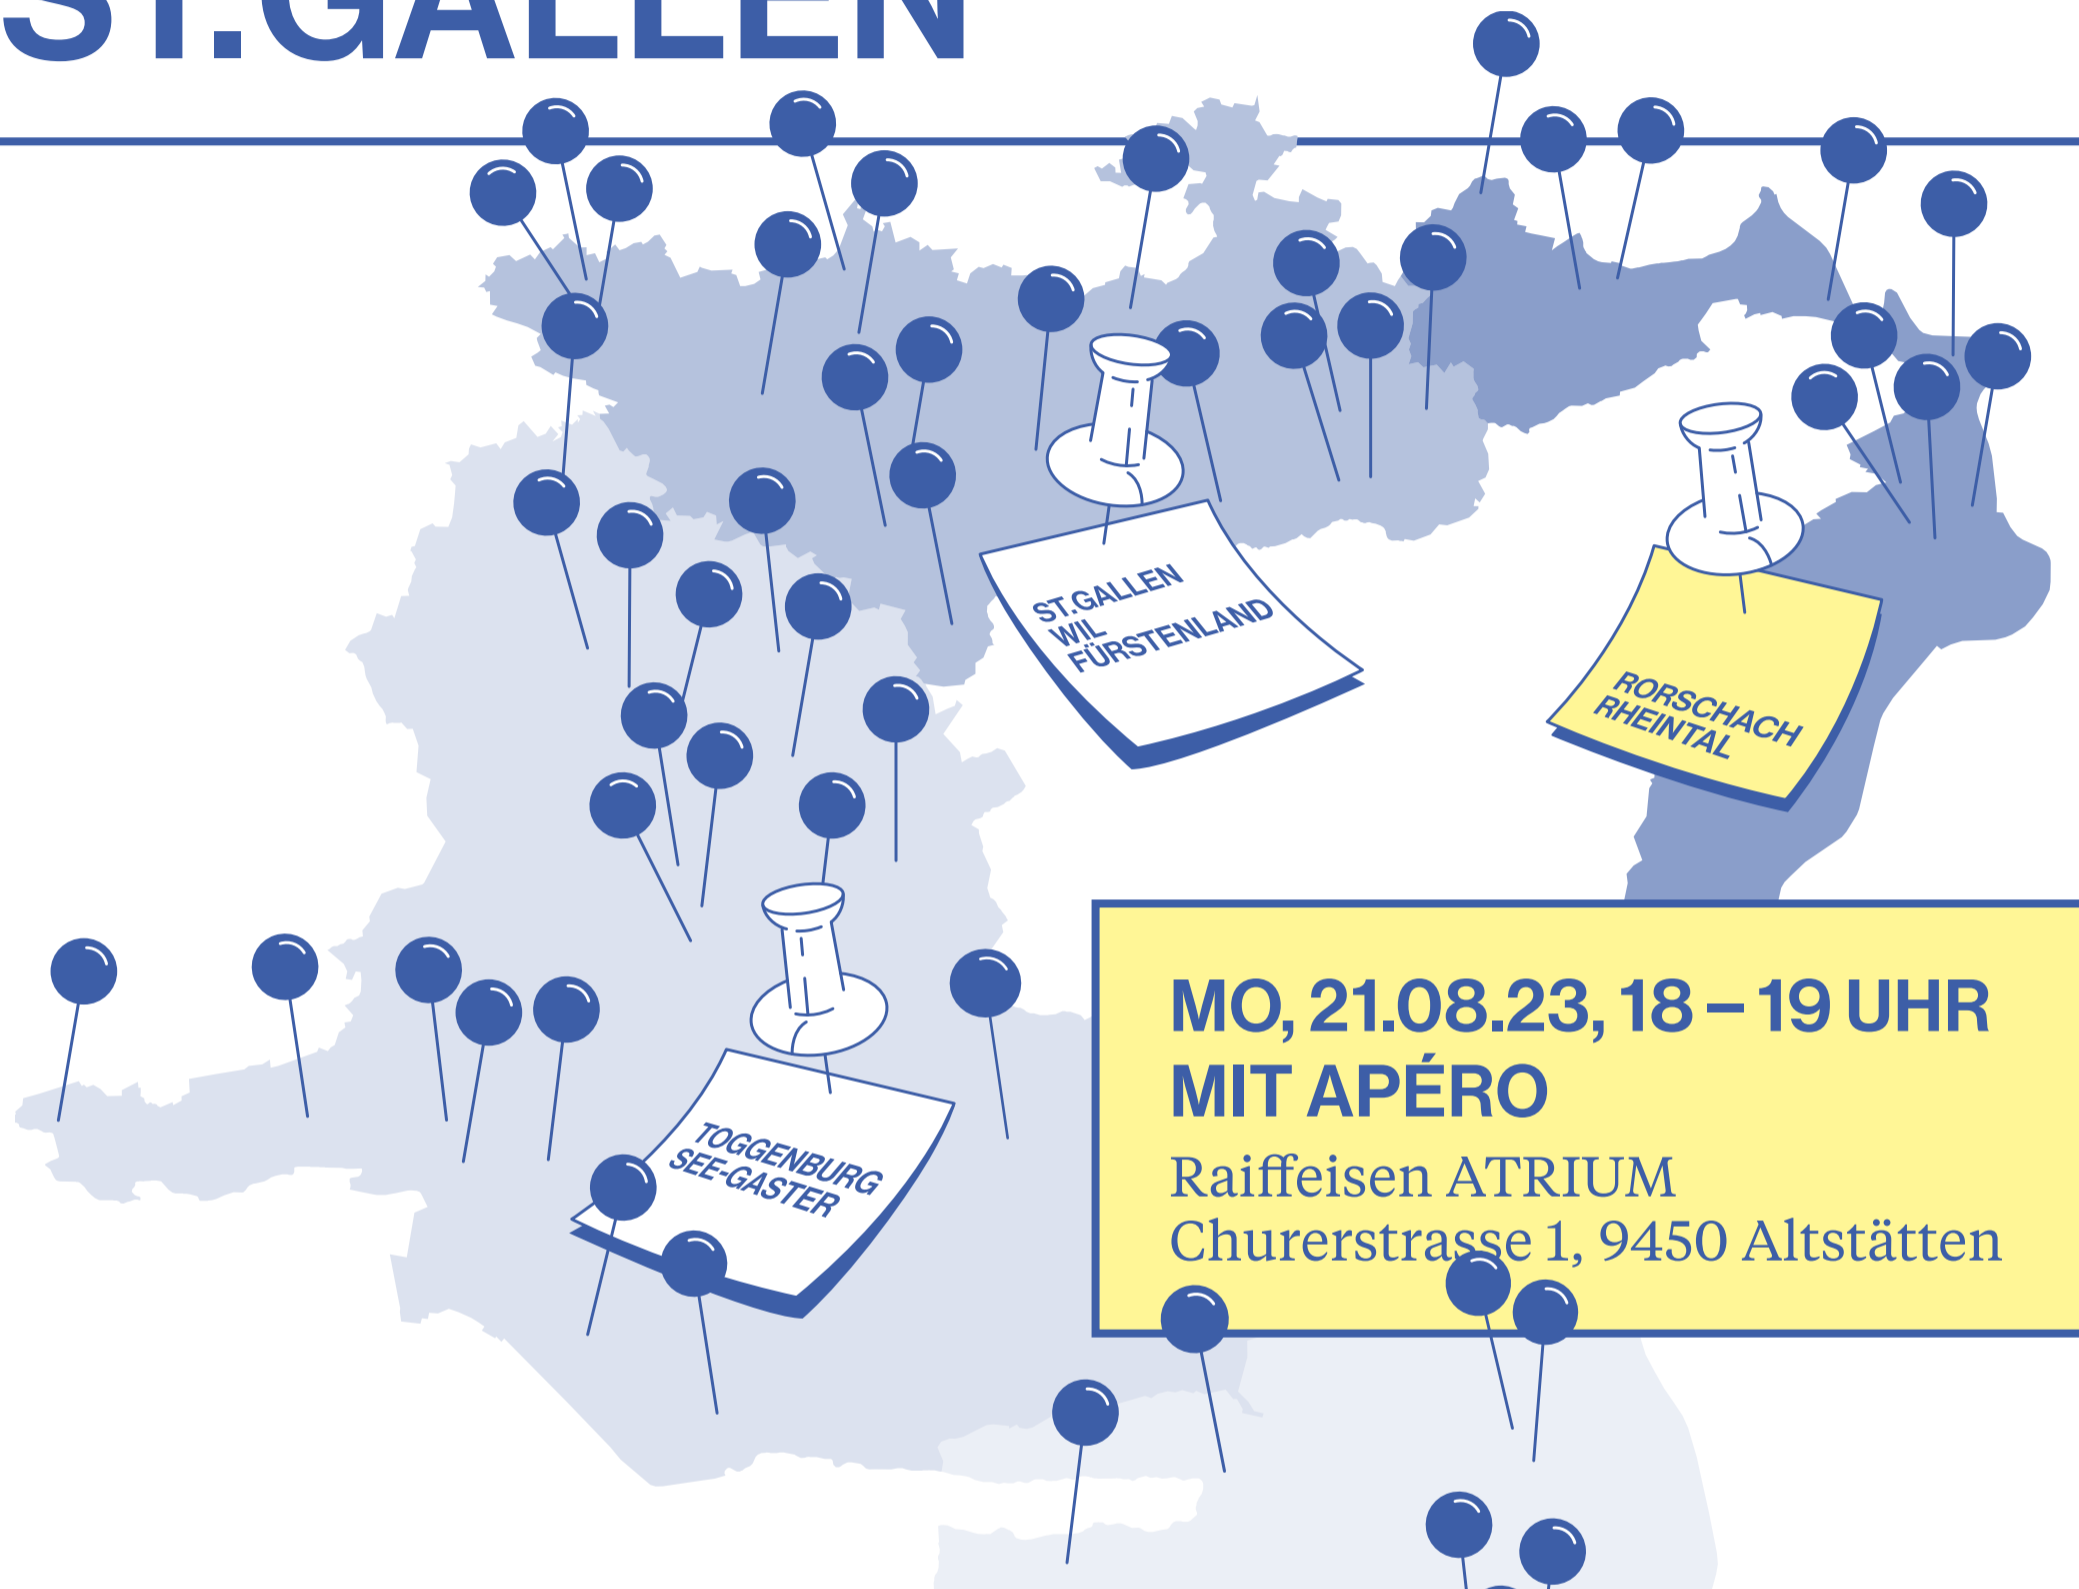 ST.GALLEN
ST.GALLEN
WIL
FÜRSTENLAND
RORSCHACH
RHEINTAL
TOGGENBURG
SEE-GASTER
MO, 21.08.23, 18 – 19 UHR
MIT APÉRO
Raiffeisen ATRIUM
Churerstrasse 1, 9450 Altstätten